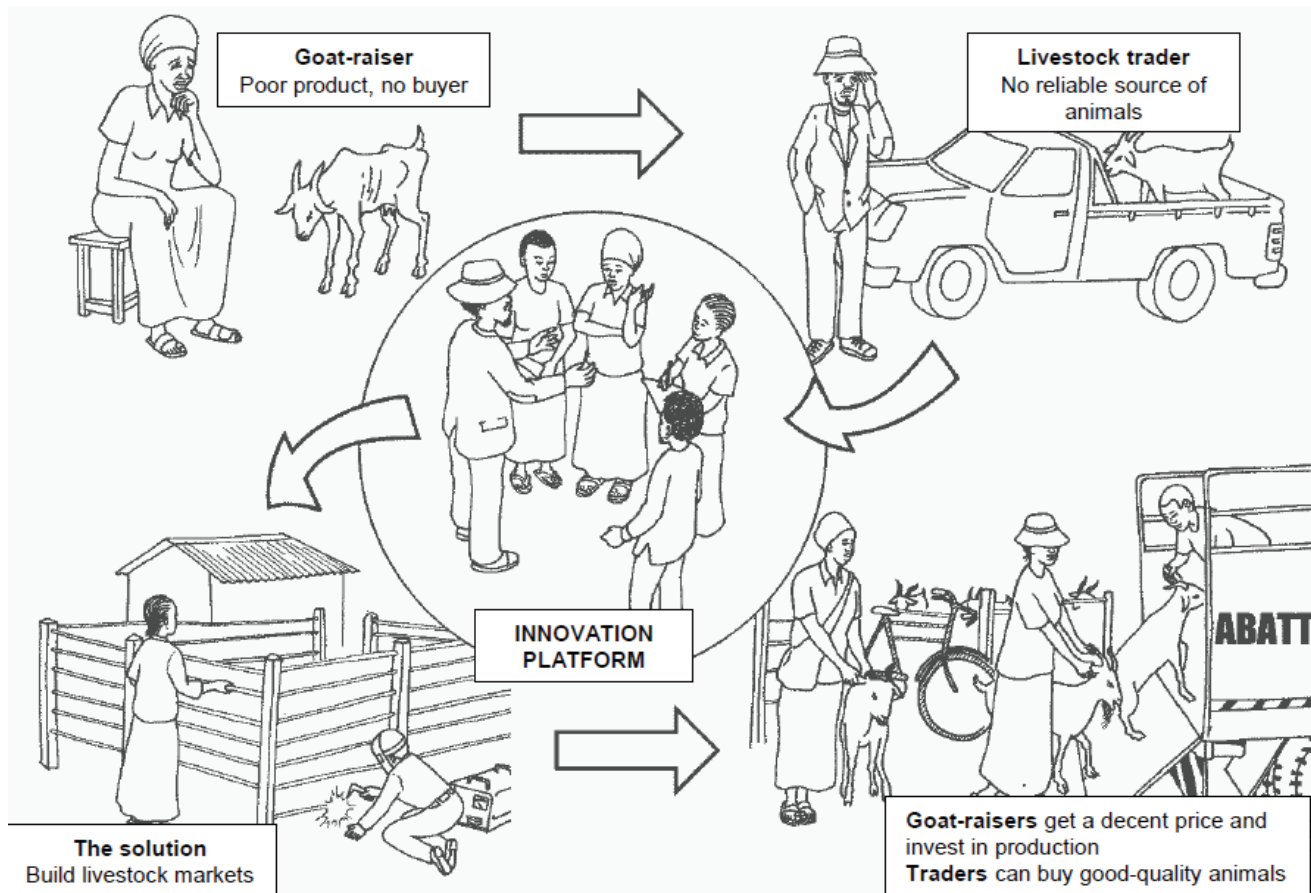 Goat-raiser
Poor product, no buyer
Livestock trader
No reliable source of
animals
INNOVATION
PLATFORM
ABATT
The solution
Build livestock markets
Goat-raisers get a decent price and
invest in production
Traders can buy good-quality animals